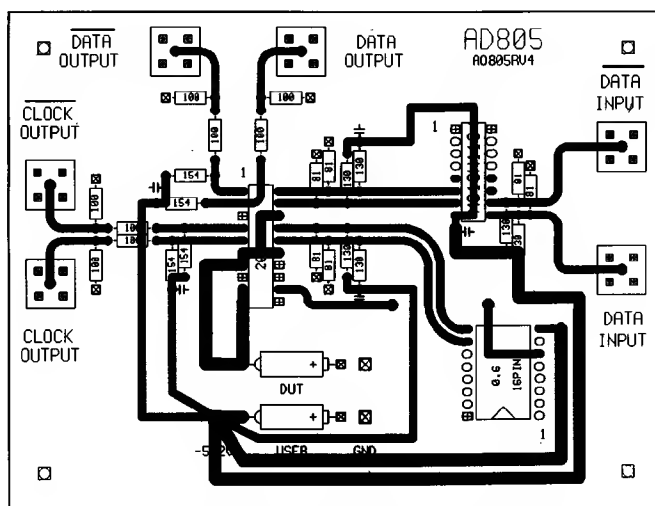 DATA
OUTPUT
DATA
OUTPUT
AD805
AD805RV4
DATA
INPUT
CLOCK
OUTPUT
100
100
100
100
1
1
154
154
81
81
130
130
81
130
100
100
100
100
154
154
81
81
130
130
20
CLOCK
OUTPUT
DATA
INPUT
0.6
16PIN
1
+
DUT
+
USER
GND